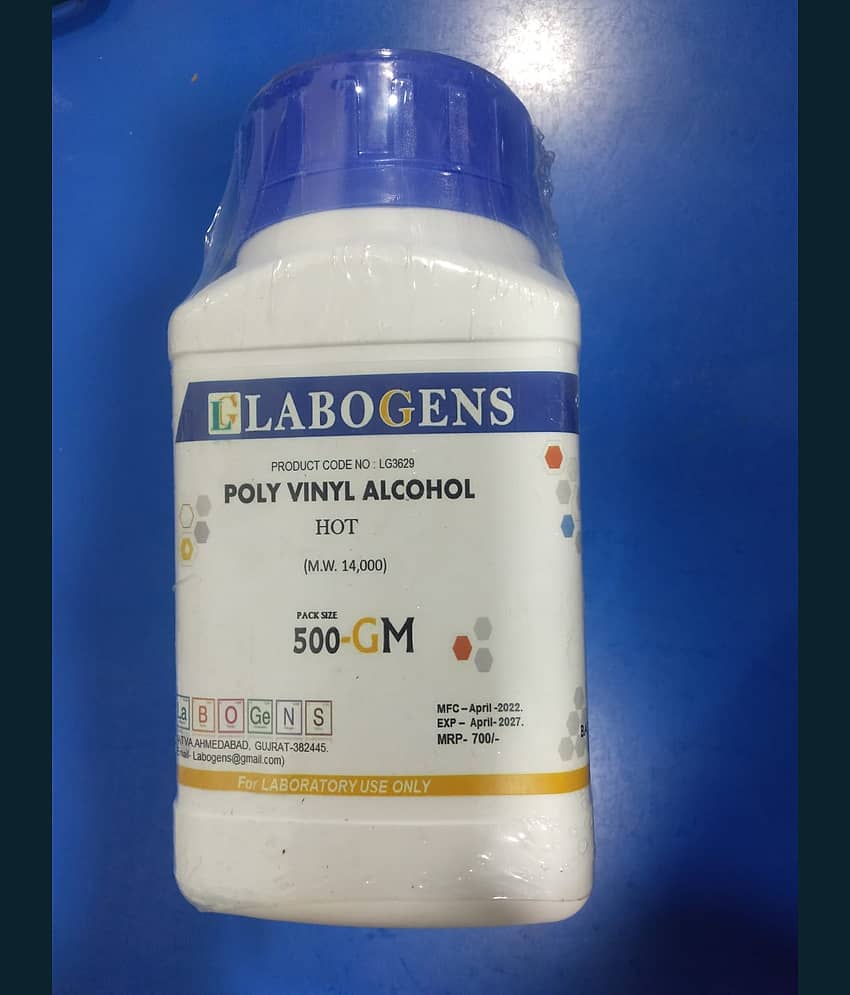 LG LABOGENS
PRODUCT CODE NO : LG3629
POLY VINYL ALCOHOL
HOT
(M.W. 14,000)
PACK SIZE
500-GM
La B O Ge N S
MFC – April -2022.
EXP – April- 2027.
MRP- 700/-
AHMEDABAD, GUJRAT-382445.
Labogens@gmail.com)
For LABORATORY USE ONLY